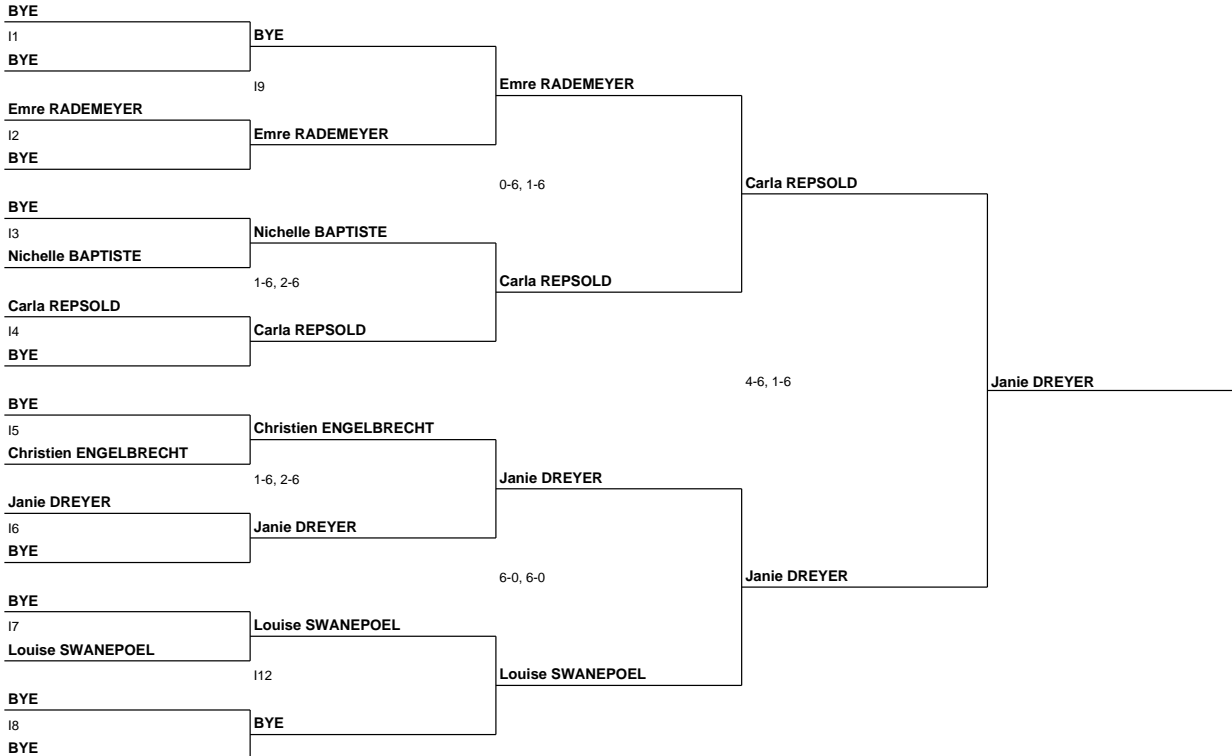 BYE
I1
BYE
BYE
I9
Emre RADEMEYER
Emre RADEMEYER
I2
Emre RADEMEYER
BYE
0-6, 1-6
Carla REPSOLD
BYE
I3
Nichelle BAPTISTE
Nichelle BAPTISTE
1-6, 2-6
Carla REPSOLD
Carla REPSOLD
I4
Carla REPSOLD
BYE
4-6, 1-6
Janie DREYER
BYE
I5
Christien ENGELBRECHT
Christien ENGELBRECHT
1-6, 2-6
Janie DREYER
Janie DREYER
I6
Janie DREYER
BYE
6-0, 6-0
Janie DREYER
BYE
I7
Louise SWANEPOEL
Louise SWANEPOEL
I12
Louise SWANEPOEL
BYE
I8
BYE
BYE